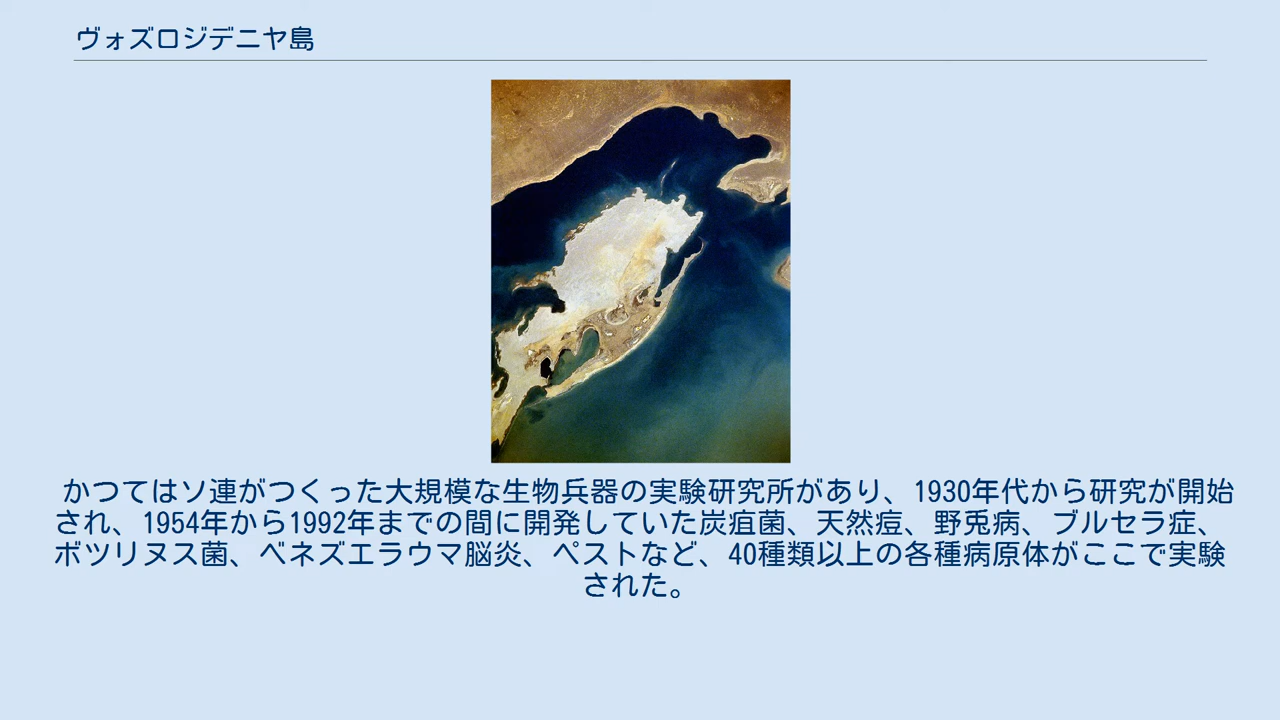 ヴォズロジデニヤ島
かつてはソ連がつくった大規模な生物兵器の実験研究所があり、1930年代から研究が開始
され、1954年から1992年までの間に開発していた炭疽菌、天然痘、野兎病、ブルセラ症、
ボツリヌス菌、ベネズエラウマ脳炎、ペストなど、40種類以上の各種病原体がここで実験
された。